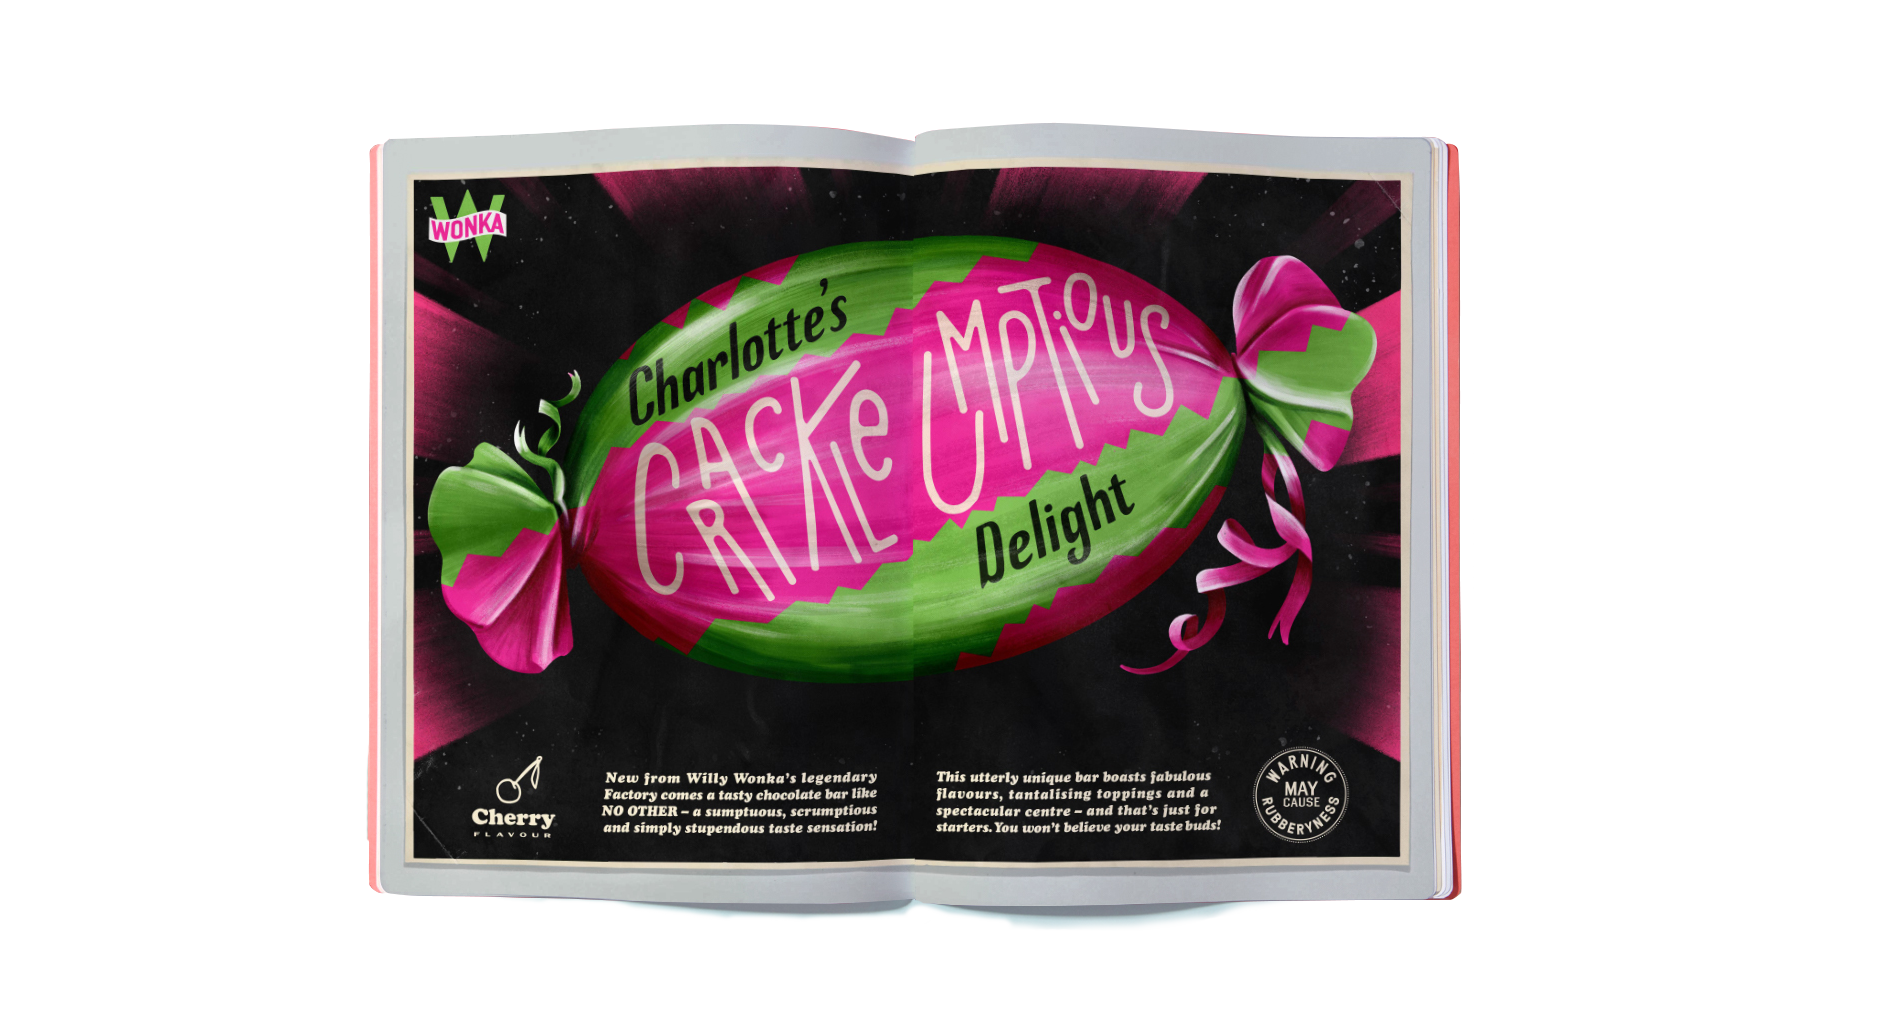 WONKA
Charlotte's
CRACKLe
UMPTiOUS
Delight
Cherry
FLAVOUR
New from Willy Wonka's legendary
Factory comes a tasty chocolate bar like
NO OTHER – a sumptuous, scrumptious
and simply stupendous taste sensation!
This utterly unique bar boasts fabulous
flavours, tantalising toppings and a
spectacular centre – and that's just for
starters. You won't believe your taste buds!
WARNING
MAY
CAUSE
RUBBERYNESS